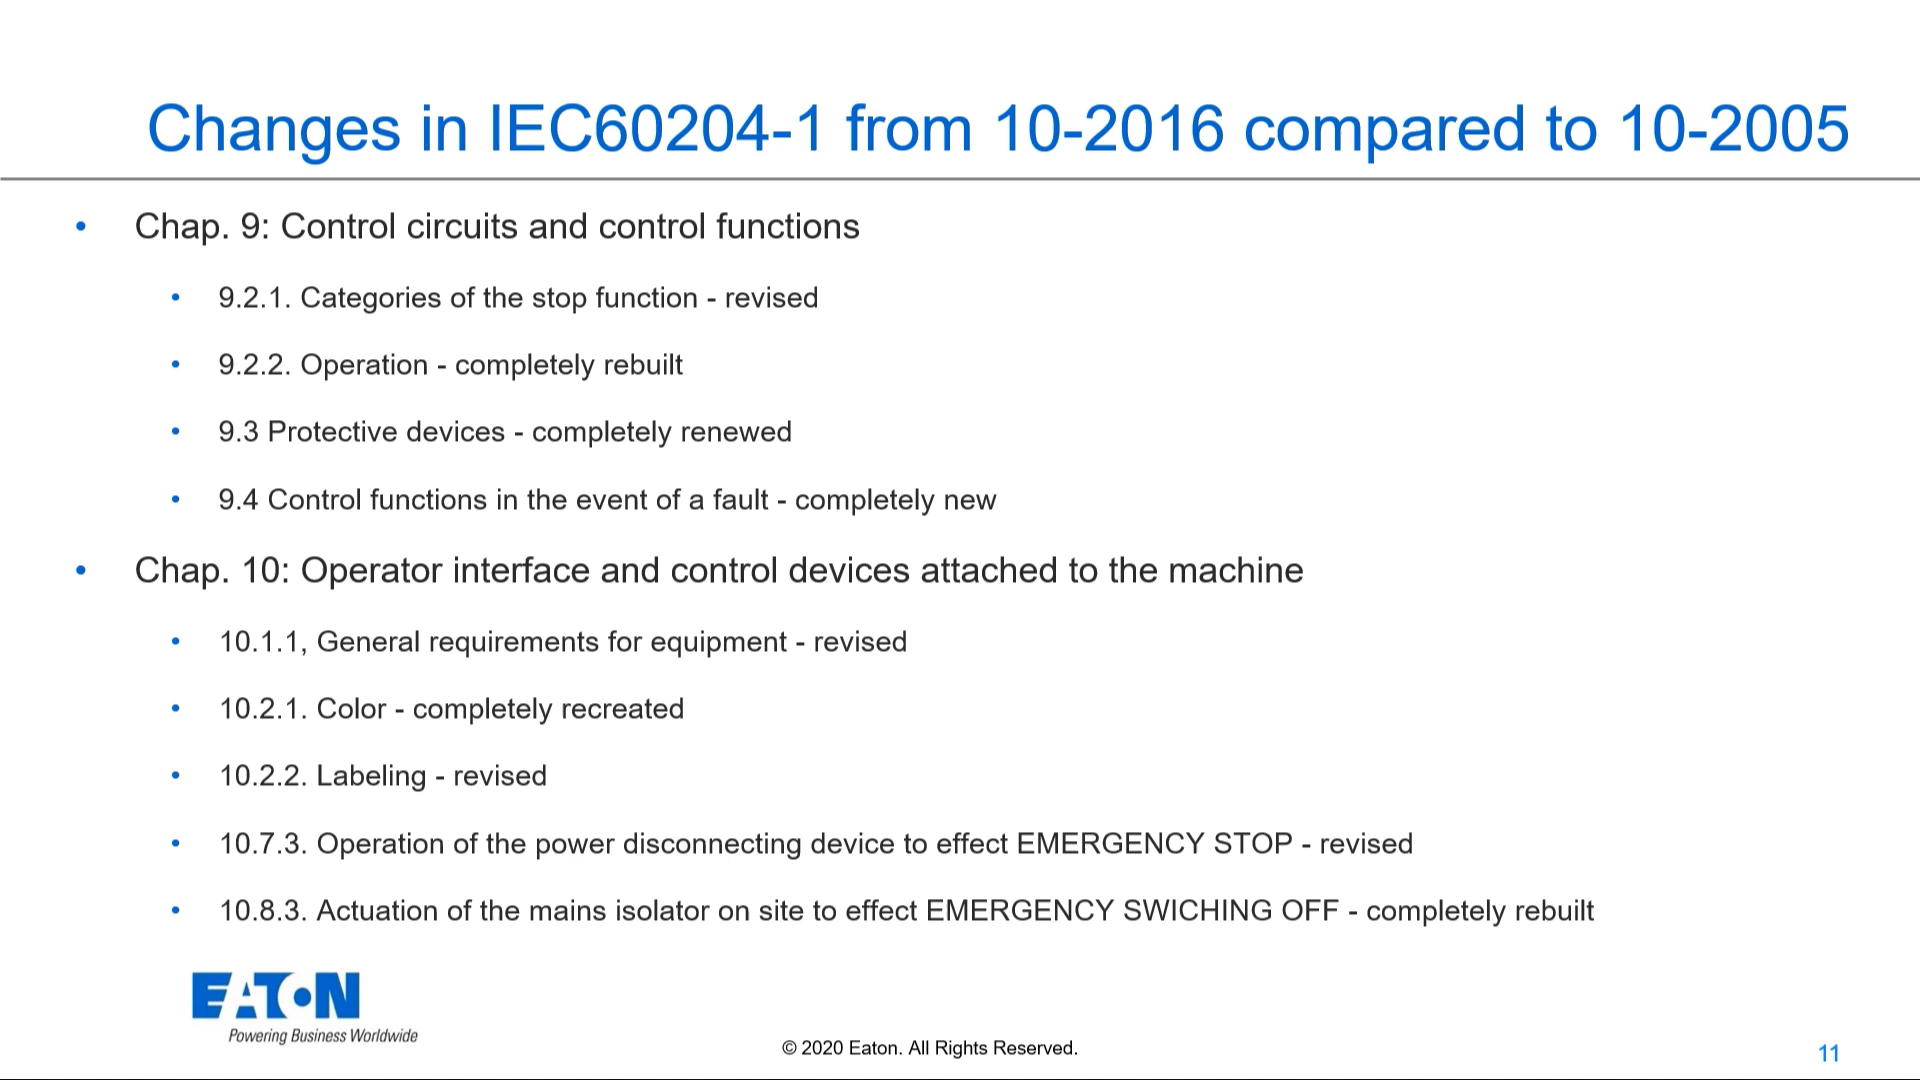 Changes in IEC60204-1 from 10-2016 compared to 10-2005
• Chap. 9: Control circuits and control functions
• 9.2.1. Categories of the stop function - revised
• 9.2.2. Operation - completely rebuilt
• 9.3 Protective devices - completely renewed
• 9.4 Control functions in the event of a fault - completely new
• Chap. 10: Operator interface and control devices attached to the machine
• 10.1.1, General requirements for equipment - revised
• 10.2.1. Color - completely recreated
• 10.2.2. Labeling - revised
• 10.7.3. Operation of the power disconnecting device to effect EMERGENCY STOP - revised
• 10.8.3. Actuation of the mains isolator on site to effect EMERGENCY SWICHING OFF - completely rebuilt
EATON
Powering Business Worldwide
© 2020 Eaton. All Rights Reserved.
11